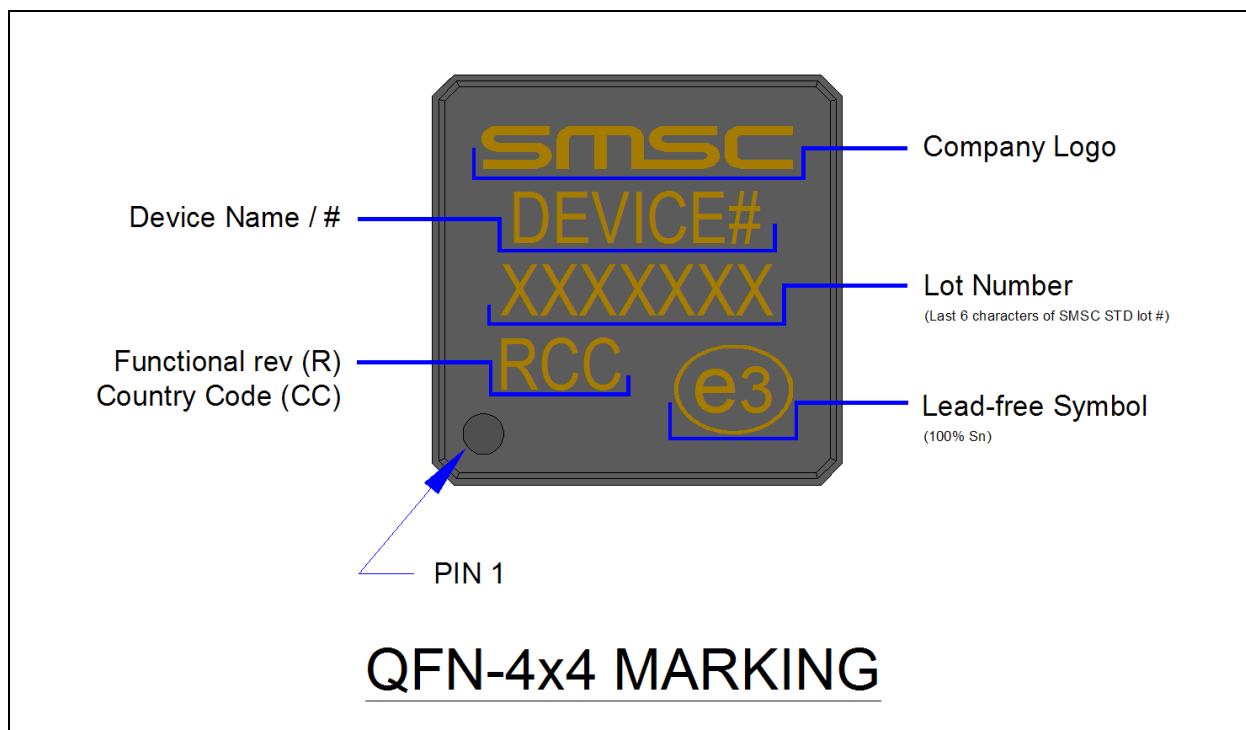 smsc
Company Logo
Device Name / #
DEVICE#
XXXXXXX
Lot Number
(Last 6 characters of SMSC STD lot #)
Functional rev (R)
Country Code (CC)
RCC
e3
Lead-free Symbol
(100% Sn)
PIN 1
QFN-4x4 MARKING